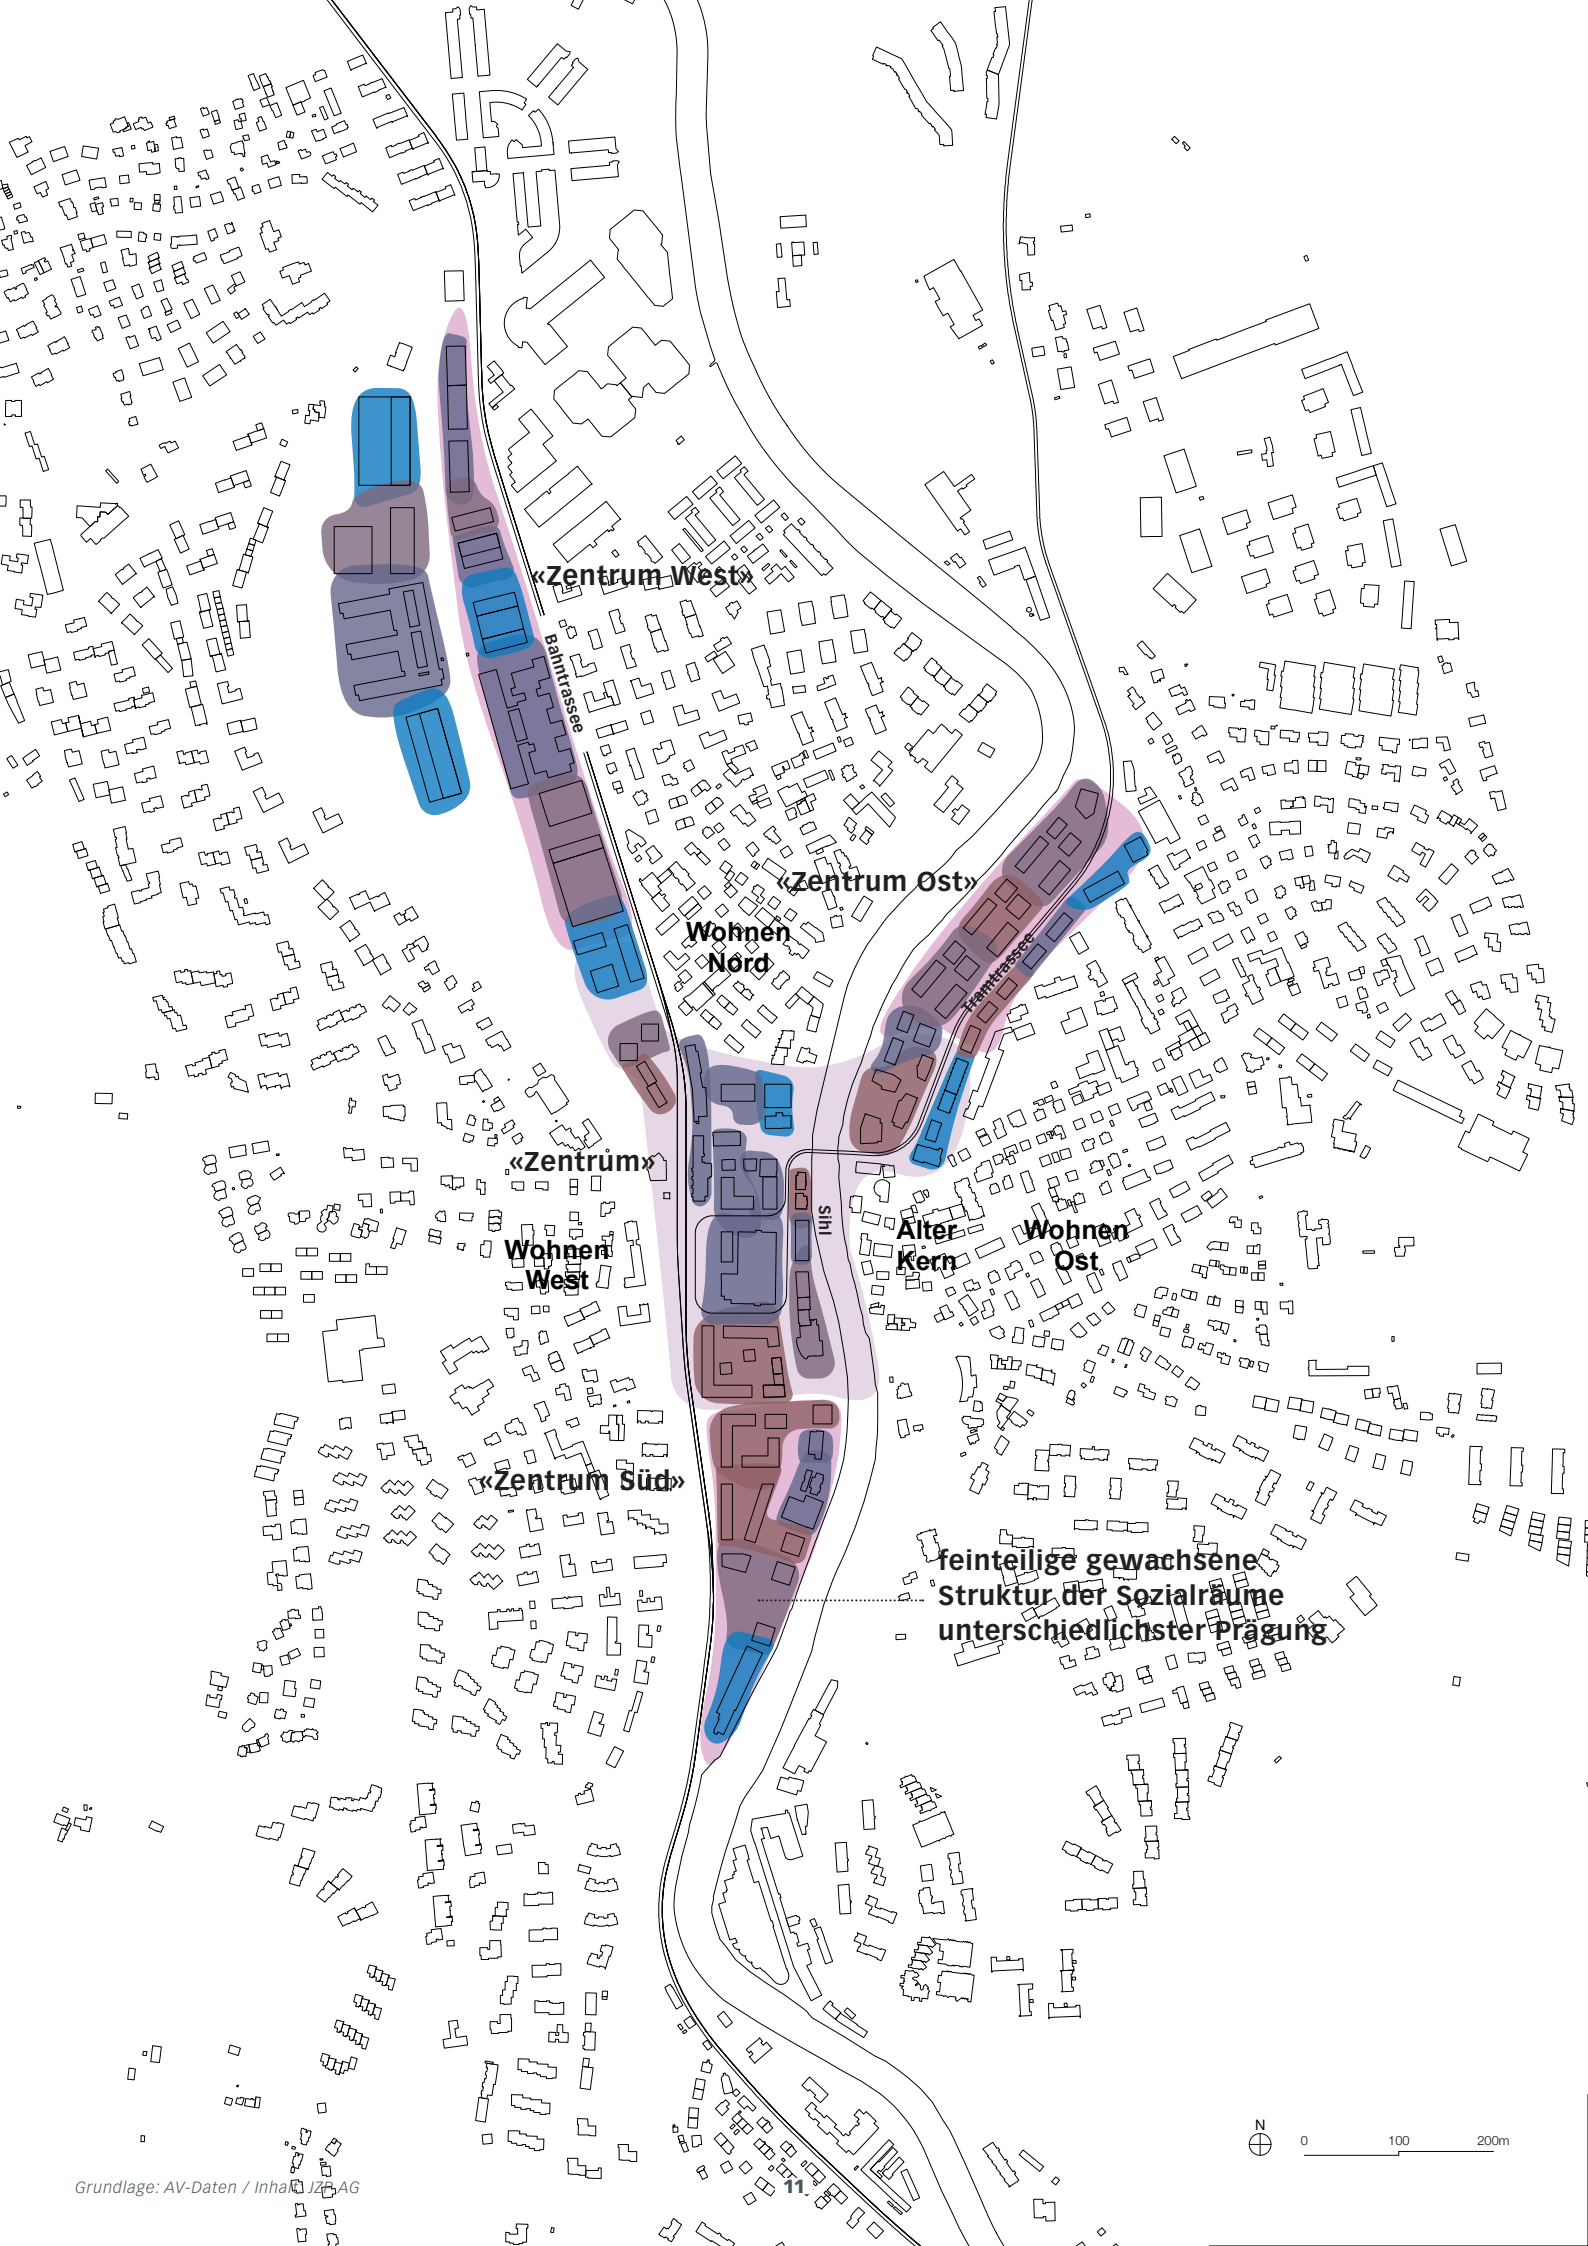 «Zentrum West»
Bahntrassee
«Zentrum Ost»
Wohnen
Nord
Tramtrassee
«Zentrum»
Sihl
Alter
Kern
Wohnen
Ost
Wohnen
West
«Zentrum Süd»
feinteilige gewachsene
Struktur der Sozialräume
unterschiedlichster Prägung
N
0 100 200m
Grundlage: AV-Daten / Inhalt: JZP AG
11